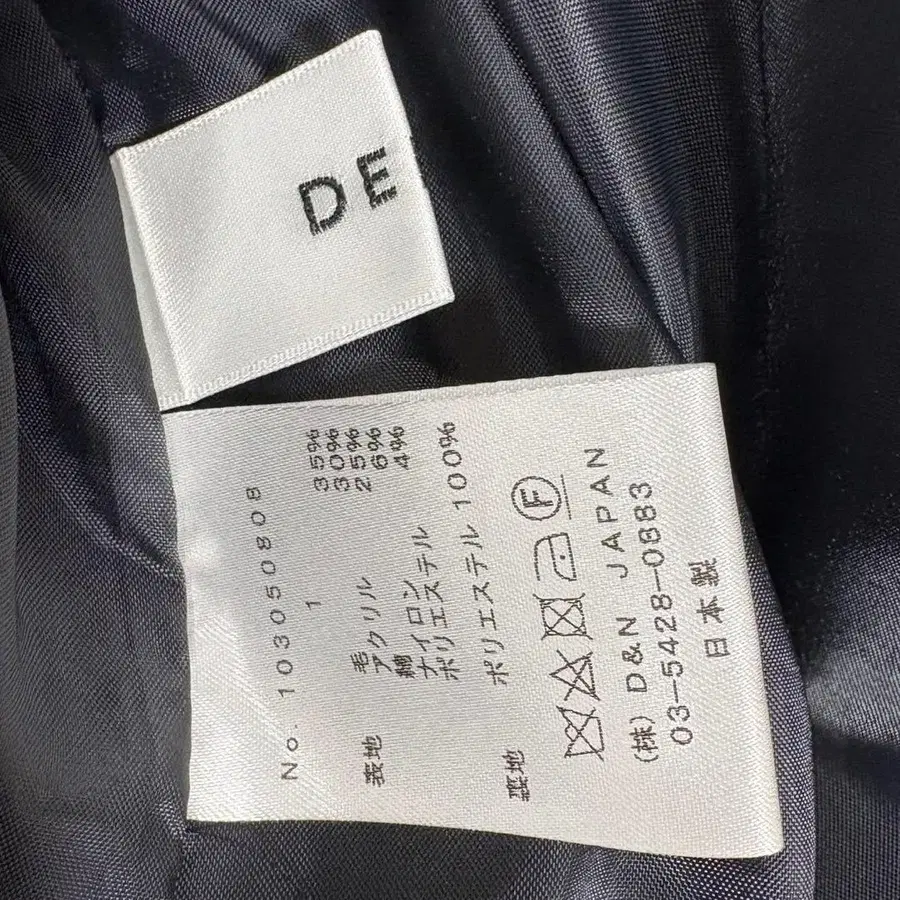 DE
No. 103050808
1
表地 毛 35%
アクリル 30%
綿 25%
ナイロン 6%
ポリエステル 4%
裏地 ポリエステル 100%
F
(株) D&N JAPAN
03-5428-0883
日本製